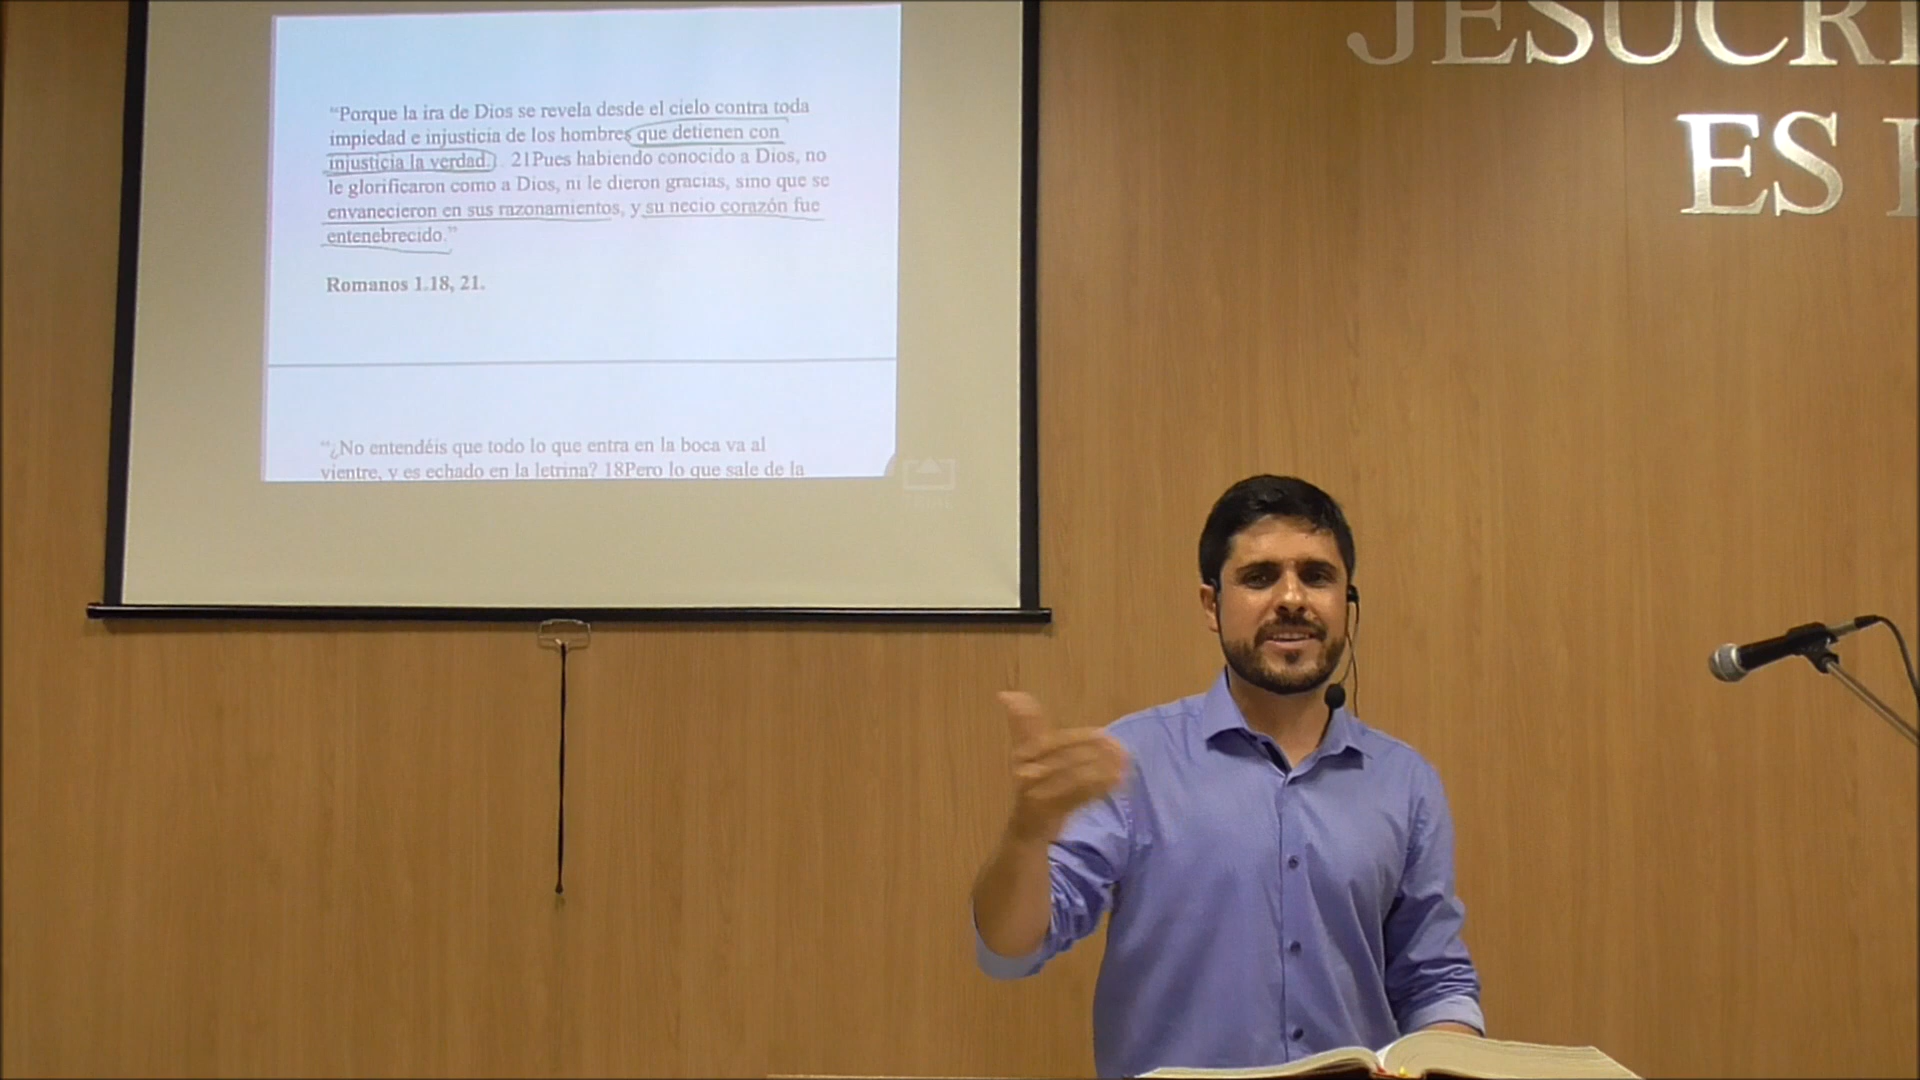 “Porque la ira de Dios se revela desde el cielo contra toda
impiedad e injusticia de los hombres que detienen con
injusticia la verdad. 21Pues habiendo conocido a Dios, no
le glorificaron como a Dios, ni le dieron gracias, sino que se
envanecieron en sus razonamientos, y su necio corazón fue
entenebrecido.”
Romanos 1.18, 21.
“¿No entendéis que todo lo que entra en la boca va al
vientre, y es echado en la letrina? 18Pero lo que sale de la
JESUCRI
ES